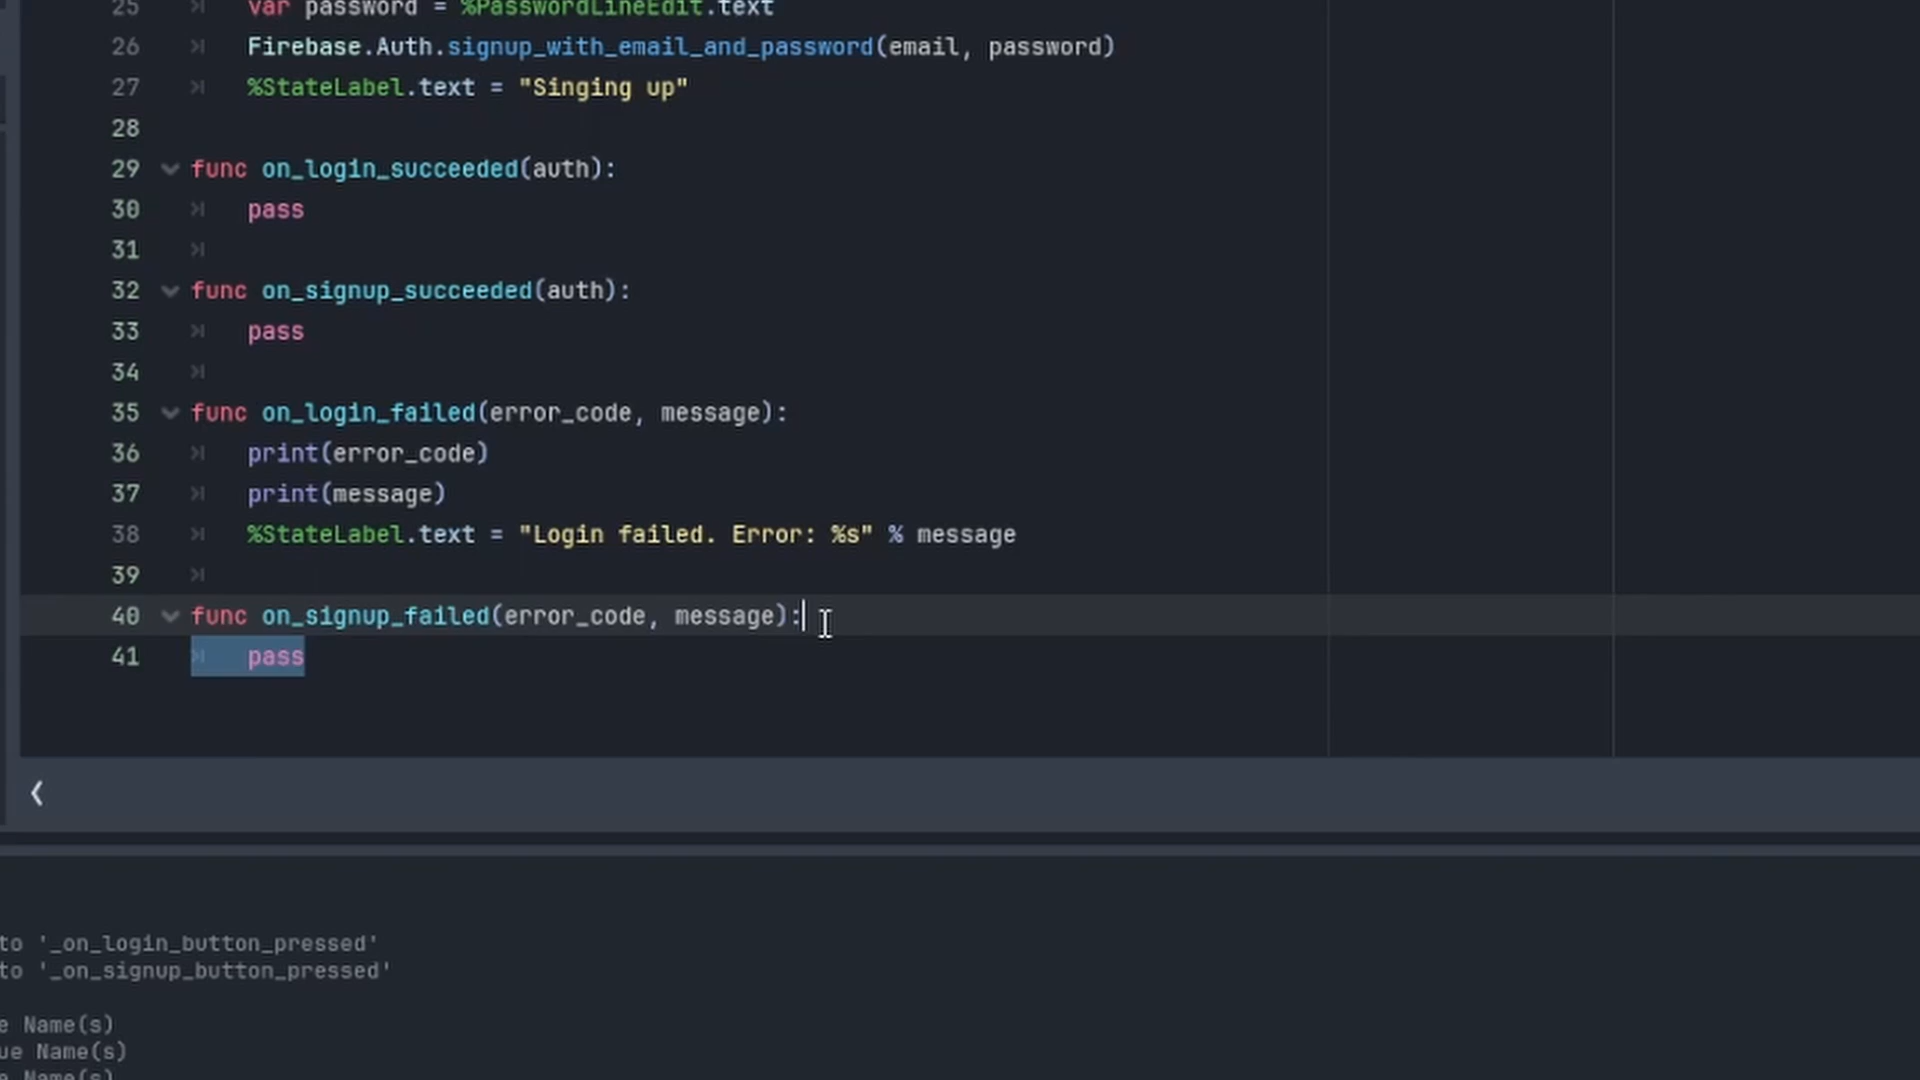 25 var password = %PasswordLineEdit.text
26 Firebase.Auth.signup_with_email_and_password(email, password)
27 %StateLabel.text = "Singing up"
28
29 func on_login_succeeded(auth):
30 pass
31
32 func on_signup_succeeded(auth):
33 pass
34
35 func on_login_failed(error_code, message):
36 print(error_code)
37 print(message)
38 %StateLabel.text = "Login failed. Error: %s" % message
39
40 func on_signup_failed(error_code, message):
41 pass
to '_on_login_button_pressed'
to '_on_signup_button_pressed'
e Name(s)
ue Name(s)
e Name(s)